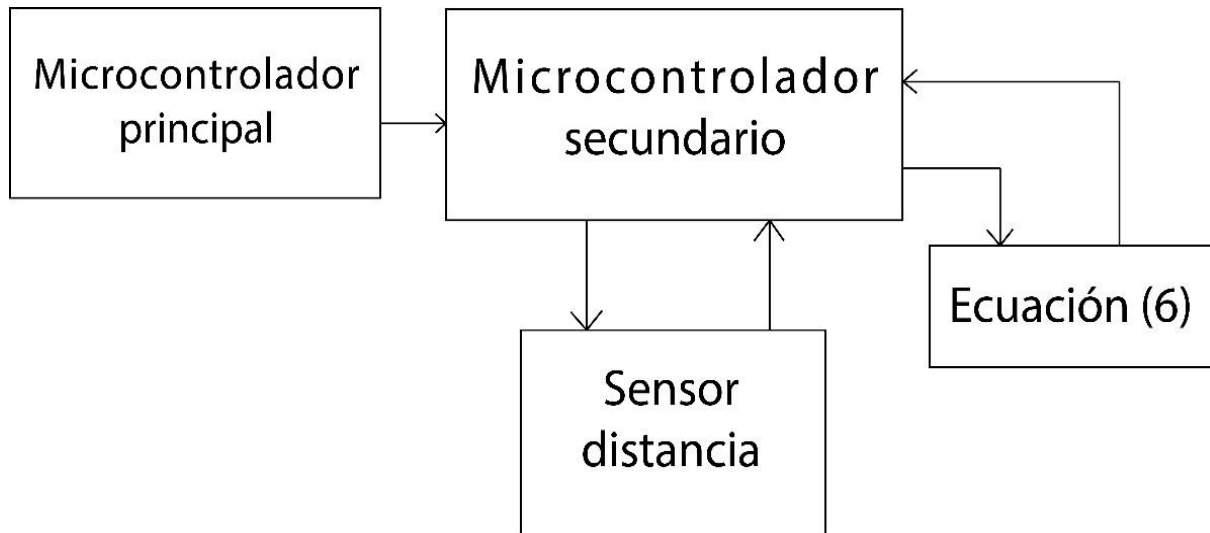 Microcontrolador
principal
Microcontrolador
secundario
Ecuación (6)
Sensor
distancia